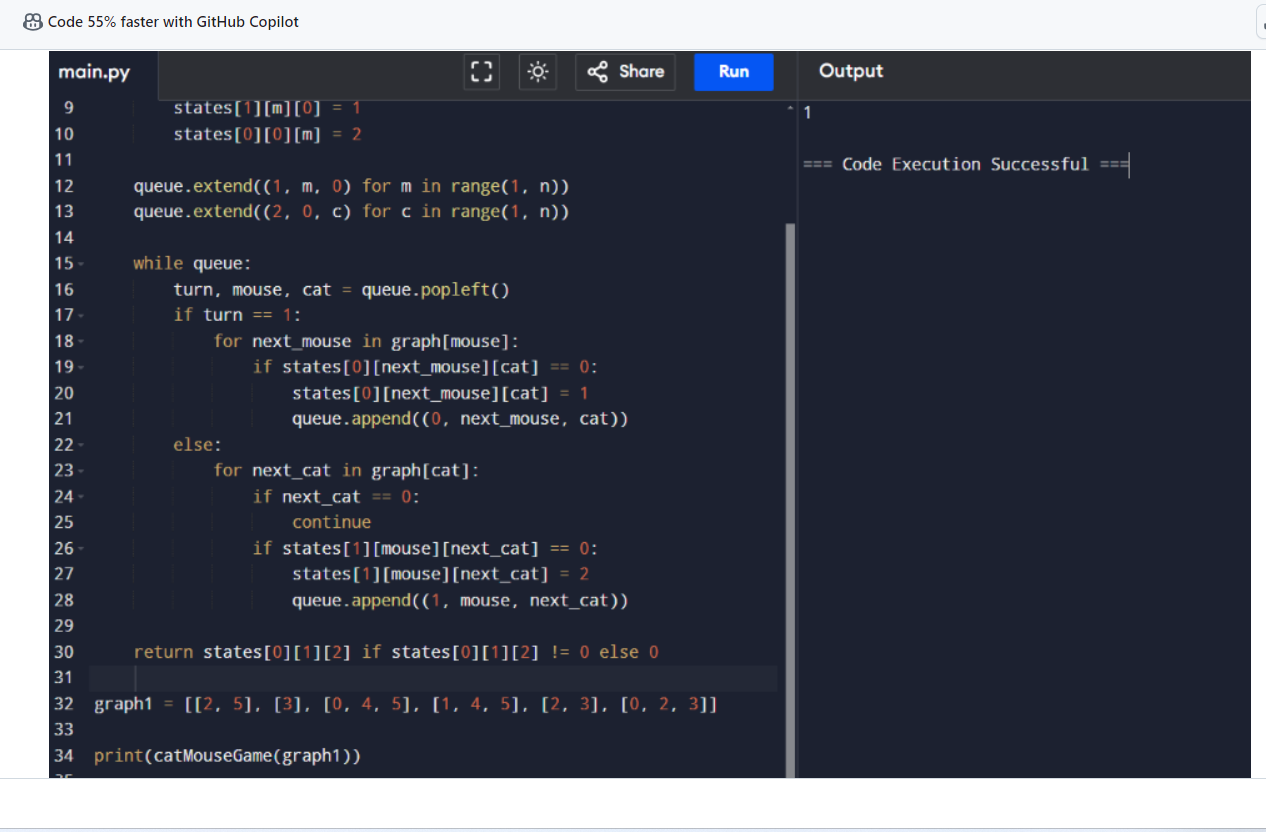 Code 55% faster with GitHub Copilot
main.py
Share
Run
Output
9 states[1][m][0] = 1
10 states[0][0][m] = 2
11
12 queue.extend((1, m, 0) for m in range(1, n))
13 queue.extend((2, 0, c) for c in range(1, n))
14
15 while queue:
16 turn, mouse, cat = queue.popleft()
17 if turn == 1:
18 for next_mouse in graph[mouse]:
19 if states[0][next_mouse][cat] == 0:
20 states[0][next_mouse][cat] = 1
21 queue.append((0, next_mouse, cat))
22 else:
23 for next_cat in graph[cat]:
24 if next_cat == 0:
25 continue
26 if states[1][mouse][next_cat] == 0:
27 states[1][mouse][next_cat] = 2
28 queue.append((1, mouse, next_cat))
29
30 return states[0][1][2] if states[0][1][2] != 0 else 0
31
32 graph1 = [[2, 5], [3], [0, 4, 5], [1, 4, 5], [2, 3], [0, 2, 3]]
33
34 print(catMouseGame(graph1))
1
=== Code Execution Successful ===